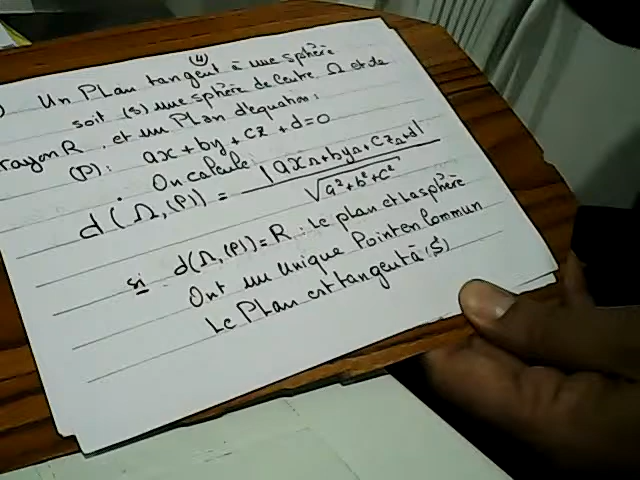 (4)
) Un Plan tangent à une sphère
soit (S) une sphère de Centre Ω et de
rayon R, et un Plan d'equation:
(P): ax + by + cz + d = 0
On calcule:
d(Ω,(P)) = |axΩ + byΩ + czΩ + d| / √a² + b² + c²
si d(Ω,(P)) = R: Le plan et la sphère
Ont un unique Point en Commun
Le Plan est tangent à (S)